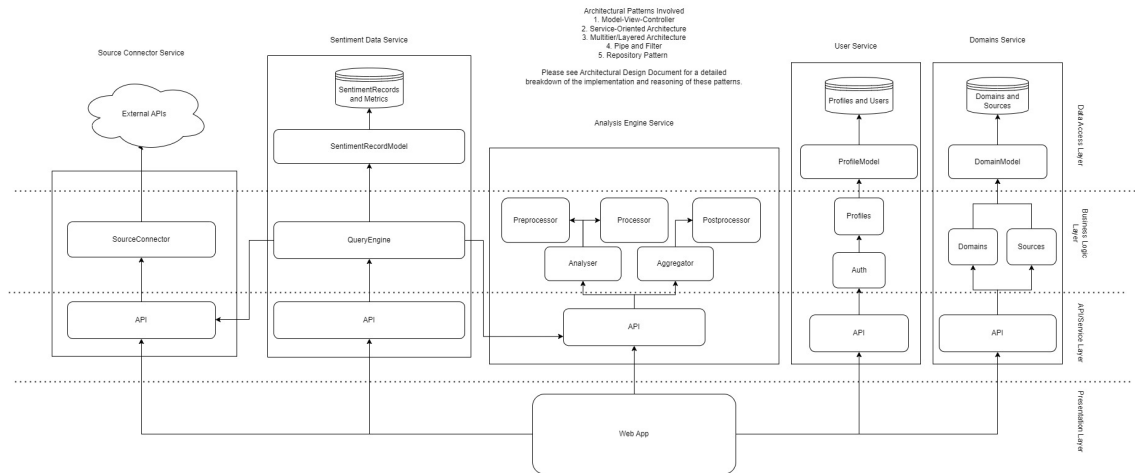 Architectural Patterns Involved
1. Model-View-Controller
2. Service-Oriented Architecture
3. Multitier/Layered Architecture
4. Pipe and Filter
5. Repository Pattern
Please see Architectural Design Document for a detailed
breakdown of the implementation and reasoning of these patterns.
Source Connector Service
External APIs
SourceConnector
API
Sentiment Data Service
SentimentRecords
and Metrics
SentimentRecordModel
QueryEngine
API
Analysis Engine Service
Preprocessor
Processor
Postprocessor
Analyser
Aggregator
API
User Service
Profiles and Users
ProfileModel
Profiles
Auth
API
Domains Service
Domains and
Sources
DomainModel
Domains
Sources
API
Web App
Data Access Layer
Business Logic
Layer
API/Service Layer
Presentation Layer